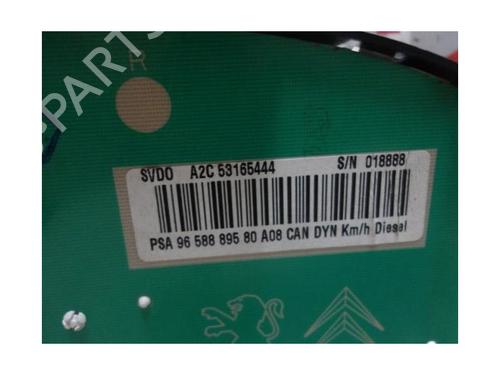 R
SVDO A2C 53165444 S/N 018888
PSA 96 588 895 80 A08 CAN DYN Km/h Diesel